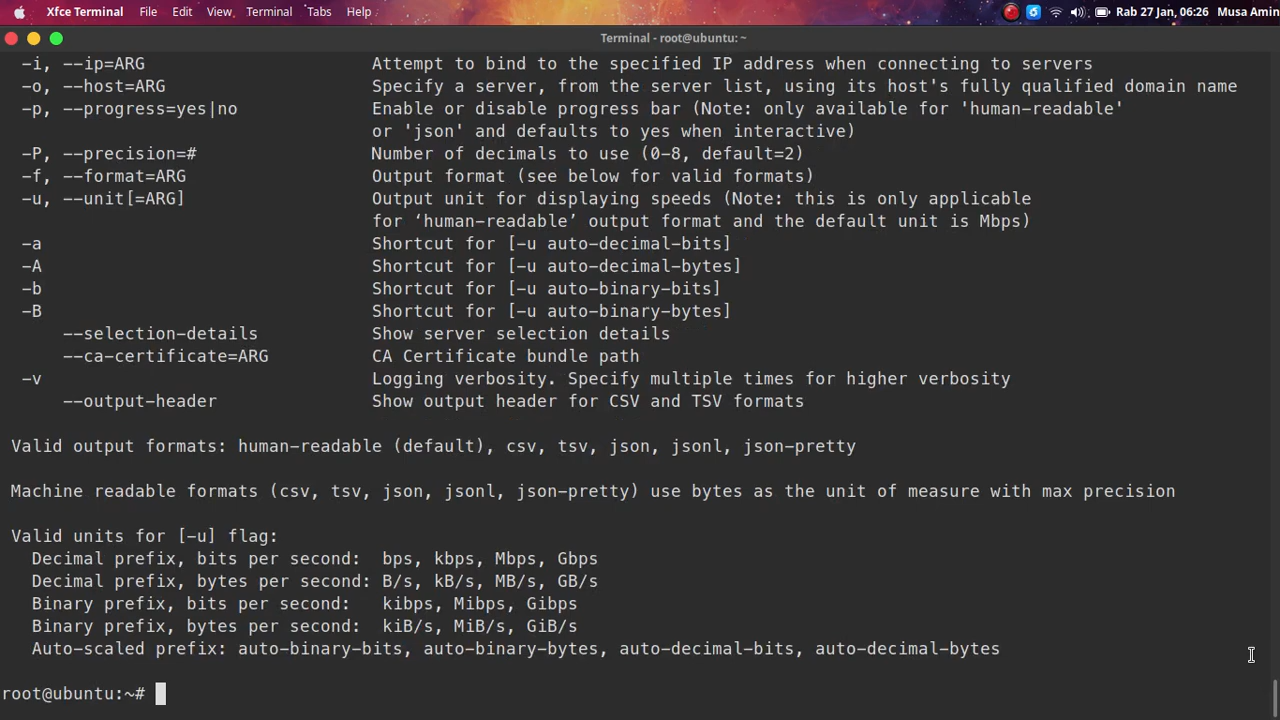 Xfce Terminal File Edit View Terminal Tabs Help Rab 27 Jan, 06:26 Musa Amin
Terminal - root@ubuntu: ~
-i, --ip=ARG Attempt to bind to the specified IP address when connecting to servers
-o, --host=ARG Specify a server, from the server list, using its host's fully qualified domain name
-p, --progress=yes|no Enable or disable progress bar (Note: only available for 'human-readable'
or 'json' and defaults to yes when interactive)
-P, --precision=# Number of decimals to use (0-8, default=2)
-f, --format=ARG Output format (see below for valid formats)
-u, --unit[=ARG] Output unit for displaying speeds (Note: this is only applicable
for ‘human-readable’ output format and the default unit is Mbps)
-a Shortcut for [-u auto-decimal-bits]
-A Shortcut for [-u auto-decimal-bytes]
-b Shortcut for [-u auto-binary-bits]
-B Shortcut for [-u auto-binary-bytes]
--selection-details Show server selection details
--ca-certificate=ARG CA Certificate bundle path
-v Logging verbosity. Specify multiple times for higher verbosity
--output-header Show output header for CSV and TSV formats
Valid output formats: human-readable (default), csv, tsv, json, jsonl, json-pretty
Machine readable formats (csv, tsv, json, jsonl, json-pretty) use bytes as the unit of measure with max precision
Valid units for [-u] flag:
Decimal prefix, bits per second: bps, kbps, Mbps, Gbps
Decimal prefix, bytes per second: B/s, kB/s, MB/s, GB/s
Binary prefix, bits per second: kibps, Mibps, Gibps
Binary prefix, bytes per second: kiB/s, MiB/s, GiB/s
Auto-scaled prefix: auto-binary-bits, auto-binary-bytes, auto-decimal-bits, auto-decimal-bytes
root@ubuntu:~#